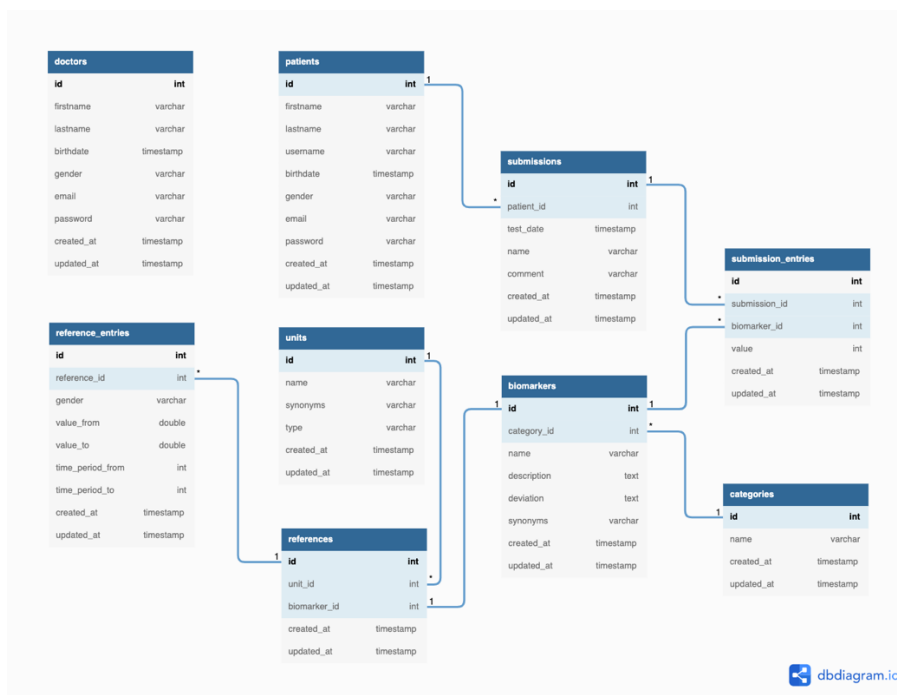 doctors
id int
firstname varchar
lastname varchar
birthdate timestamp
gender varchar
email varchar
password varchar
created_at timestamp
updated_at timestamp
patients
id int 1
firstname varchar
lastname varchar
username varchar
birthdate timestamp
gender varchar
email varchar
password varchar
created_at timestamp
updated_at timestamp
submissions
id int 1
* patient_id int
test_date timestamp
name varchar
comment varchar
created_at timestamp
updated_at timestamp
submission_entries
id int
* submission_id int
* biomarker_id int
value int
created_at timestamp
updated_at timestamp
reference_entries
id int
reference_id int *
gender varchar
value_from double
value_to double
time_period_from int
time_period_to int
created_at timestamp
updated_at timestamp
units
id int 1
name varchar
synonyms varchar
type varchar
created_at timestamp
updated_at timestamp
biomarkers
1 id int 1
category_id int *
name varchar
description text
deviation text
synonyms varchar
created_at timestamp
updated_at timestamp
categories
1 id int
name varchar
created_at timestamp
updated_at timestamp
references
1 id int
unit_id int *
biomarker_id int 1
created_at timestamp
updated_at timestamp
dbdiagram.io